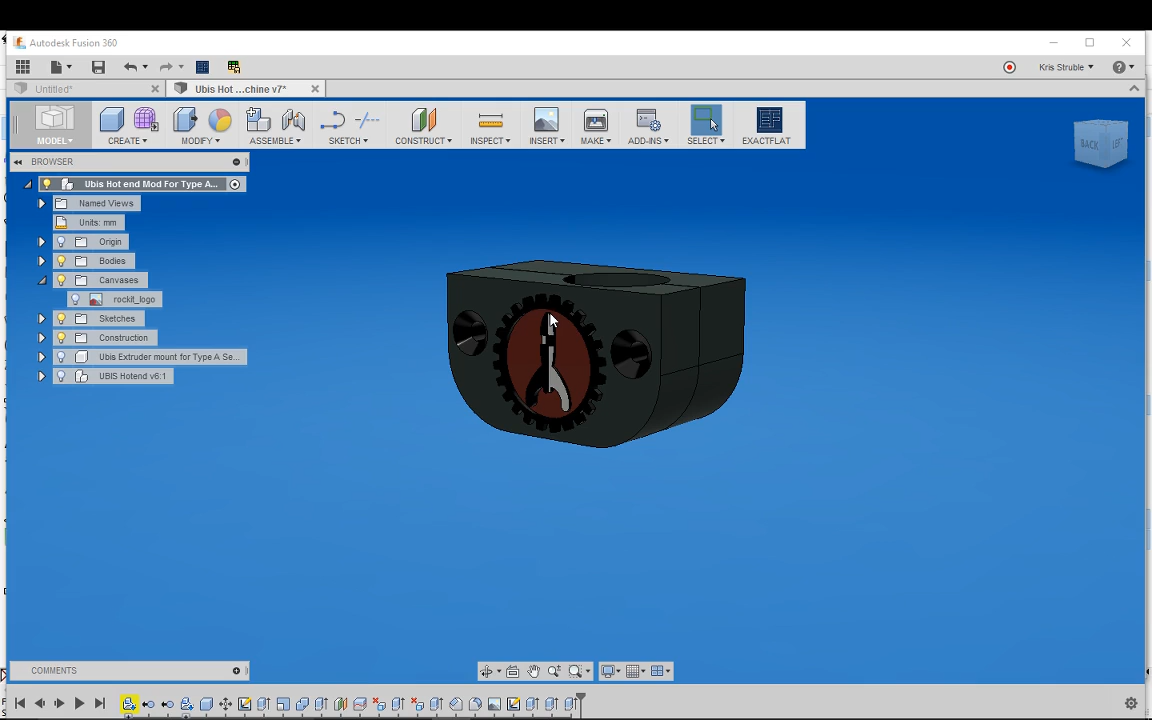 Autodesk Fusion 360
Kris Struble
Untitled*
Ubis Hot ...chine v7*
MODEL
CREATE
MODIFY
ASSEMBLE
SKETCH
CONSTRUCT
INSPECT
INSERT
MAKE
ADD-INS
SELECT
EXACTFLAT
BROWSER
BACK
LEFT
Ubis Hot end Mod For Type A...
Named Views
Units: mm
Origin
Bodies
Canvases
rockit_logo
Sketches
Construction
Ubis Extruder mount for Type A Se...
UBIS Hotend v6:1
COMMENTS